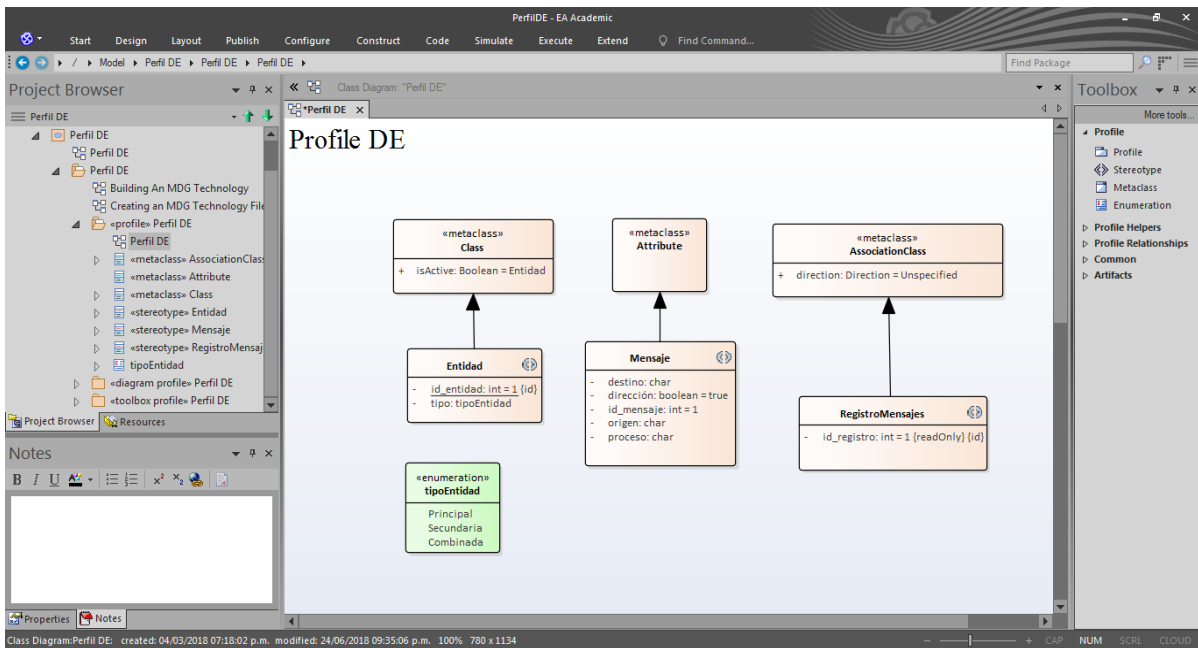 PerfilDE - EA Academic
Start Design Layout Publish Configure Construct Code Simulate Execute Extend Find Command...
/ Model Perfil DE Perfil DE Perfil DE
Find Package
Project Browser
Perfil DE
Perfil DE
Perfil DE
Perfil DE
Building An MDG Technology
Creating an MDG Technology File
«profile» Perfil DE
Perfil DE
«metaclass» AssociationClass
«metaclass» Attribute
«metaclass» Class
«stereotype» Entidad
«stereotype» Mensaje
«stereotype» RegistroMensaj
tipoEntidad
«diagram profile» Perfil DE
«toolbox profile» Perfil DE
Project Browser Resources
Notes
B I U
Properties Notes
Class Diagram: "Perfil DE"
*Perfil DE
Profile DE
«metaclass»
Class
+ isActive: Boolean = Entidad
«metaclass»
Attribute
«metaclass»
AssociationClass
+ direction: Direction = Unspecified
Entidad
- id_entidad: int = 1 {id}
- tipo: tipoEntidad
Mensaje
- destino: char
- dirección: boolean = true
- id_mensaje: int = 1
- origen: char
- proceso: char
RegistroMensajes
- id_registro: int = 1 {readOnly} {id}
«enumeration»
tipoEntidad
Principal
Secundaria
Combinada
Toolbox
More tools...
Profile
Profile
Stereotype
Metaclass
Enumeration
Profile Helpers
Profile Relationships
Common
Artifacts
Class Diagram:Perfil DE: created: 04/03/2018 07:18:02 p.m. modified: 24/06/2018 09:35:06 p.m. 100% 780 x 1134
CAP NUM SCRL CLOUD